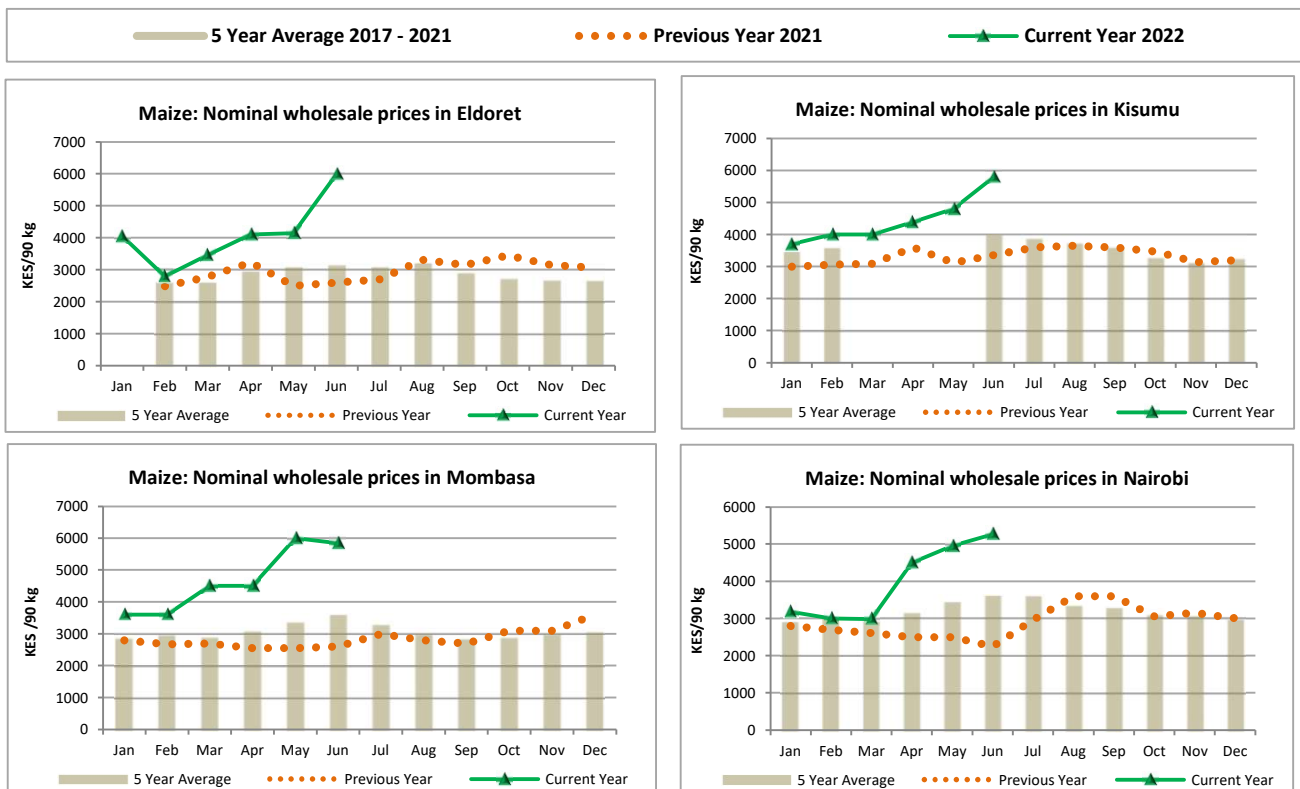 5 Year Average 2017 - 2021 Previous Year 2021 Current Year 2022
Maize: Nominal wholesale prices in Eldoret
KES/90 kg
7000
6000
5000
4000
3000
2000
1000
0
Jan Feb Mar Apr May Jun Jul Aug Sep Oct Nov Dec
5 Year Average Previous Year Current Year
Maize: Nominal wholesale prices in Kisumu
KES/90 kg
7000
6000
5000
4000
3000
2000
1000
0
Jan Feb Mar Apr May Jun Jul Aug Sep Oct Nov Dec
5 Year Average Previous Year Current Year
Maize: Nominal wholesale prices in Mombasa
KES /90 kg
7000
6000
5000
4000
3000
2000
1000
0
Jan Feb Mar Apr May Jun Jul Aug Sep Oct Nov Dec
5 Year Average Previous Year Current Year
Maize: Nominal wholesale prices in Nairobi
KES/90 kg
6000
5000
4000
3000
2000
1000
0
Jan Feb Mar Apr May Jun Jul Aug Sep Oct Nov Dec
5 Year Average Previous Year Current Year